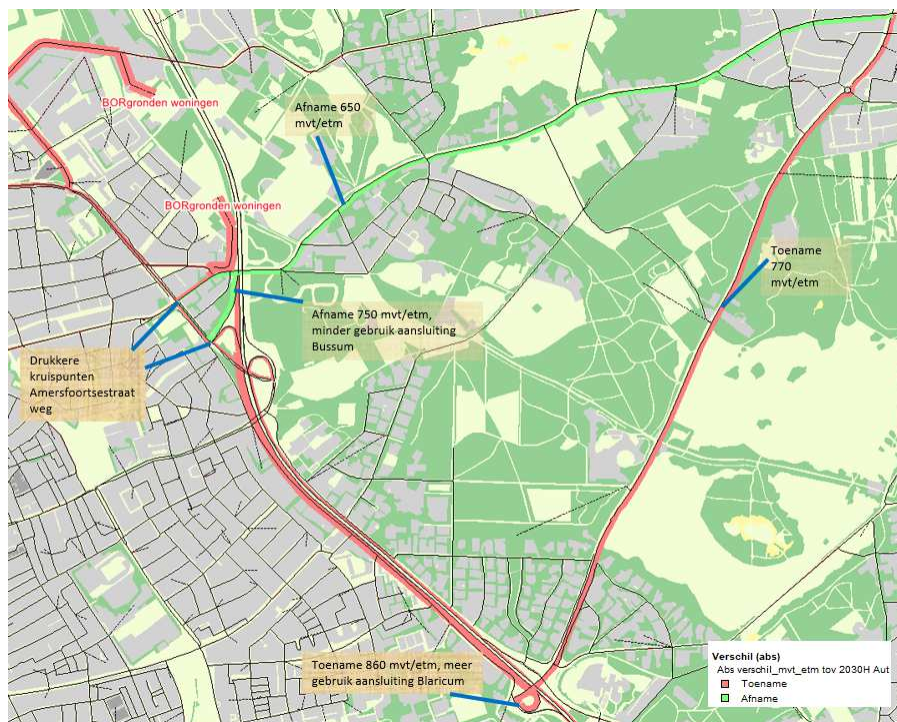 BORgronden woningen
Afname 650
mvt/etm
BORgronden woningen
Toename
770
mvt/etm
Afname 750 mvt/etm,
minder gebruik aansluiting
Bussum
Drukkere
kruispunten
Amersfoortsestraat
weg
Toename 860 mvt/etm, meer
gebruik aansluiting Blaricum
Verschil (abs)
Abs verschil_mvt_etm tov 2030H Aut
Toename
Afname